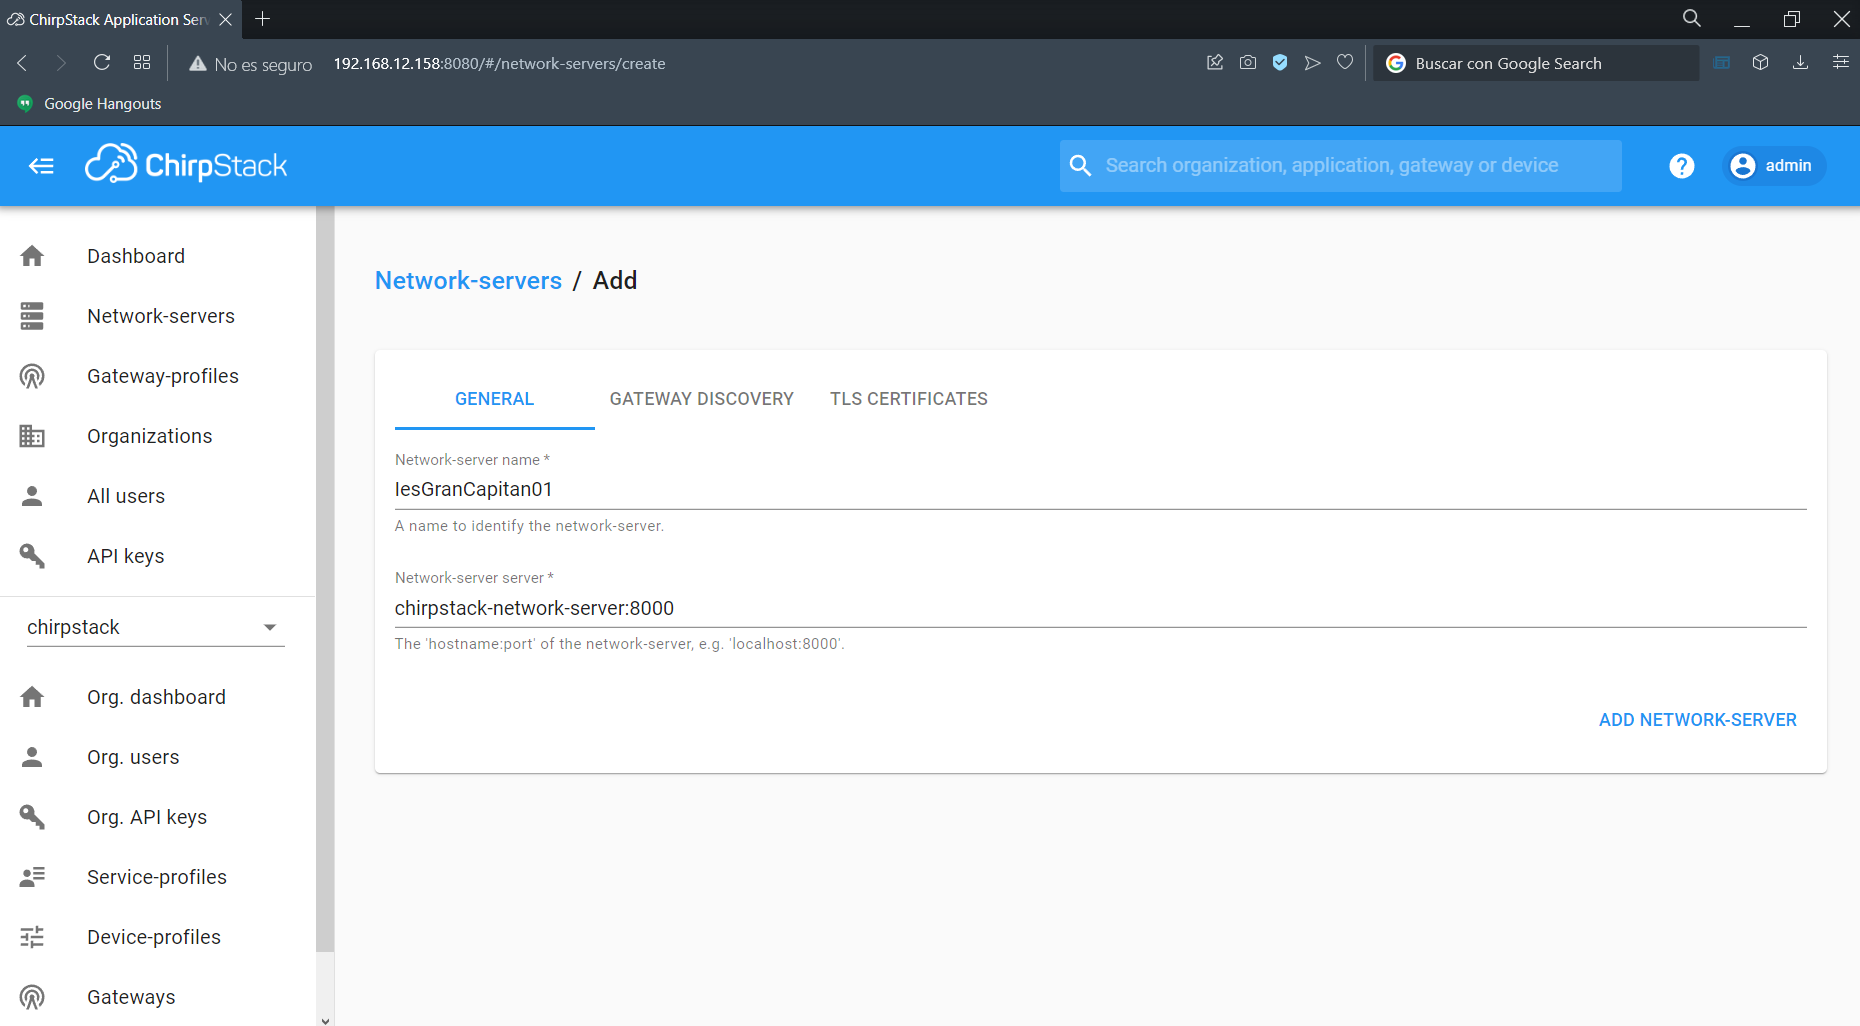 ChirpStack Application Serv
No es seguro 192.168.12.158:8080/#/network-servers/create
Buscar con Google Search
Google Hangouts
ChirpStack
Search organization, application, gateway or device
?
admin
Dashboard
Network-servers
Gateway-profiles
Organizations
All users
API keys
chirpstack
Org. dashboard
Org. users
Org. API keys
Service-profiles
Device-profiles
Gateways
Network-servers / Add
GENERAL GATEWAY DISCOVERY TLS CERTIFICATES
Network-server name *
IesGranCapitan01
A name to identify the network-server.
Network-server server *
chirpstack-network-server:8000
The 'hostname:port' of the network-server, e.g. 'localhost:8000'.
ADD NETWORK-SERVER